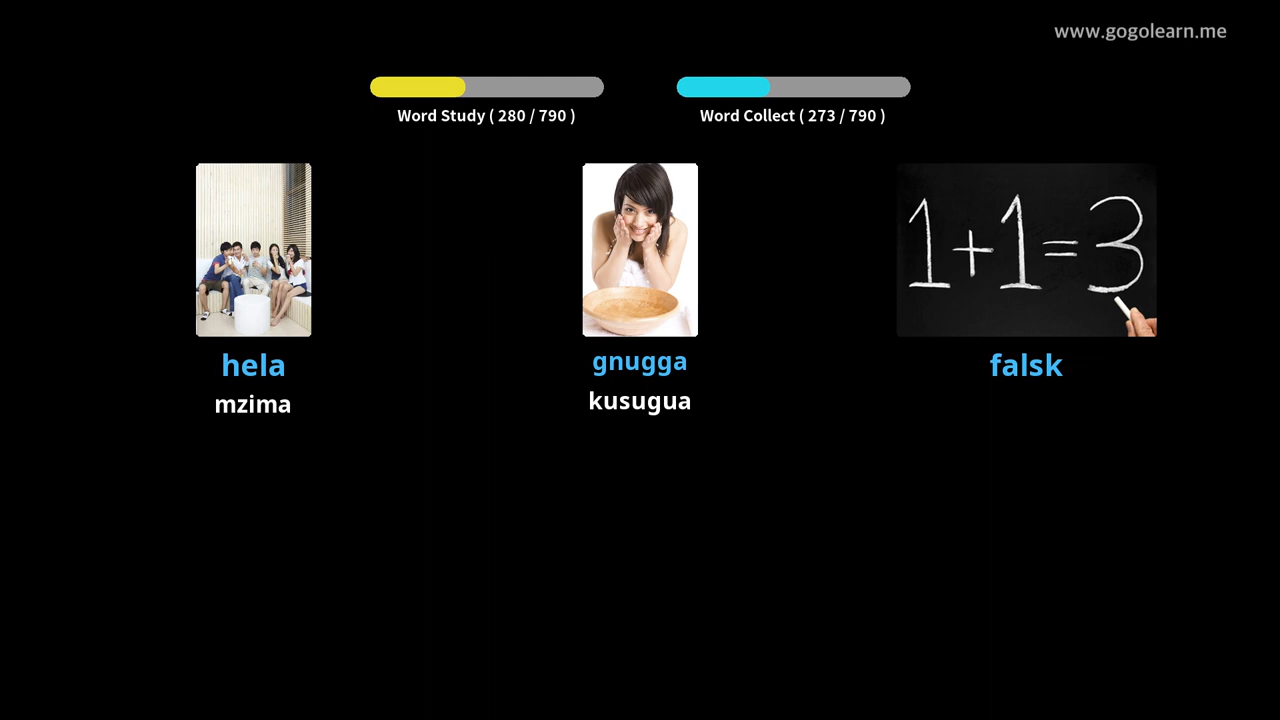 www.gogolearn.me
Word Study ( 280 / 790 )
Word Collect ( 273 / 790 )
1+1=3
hela
mzima
gnugga
kusugua
falsk